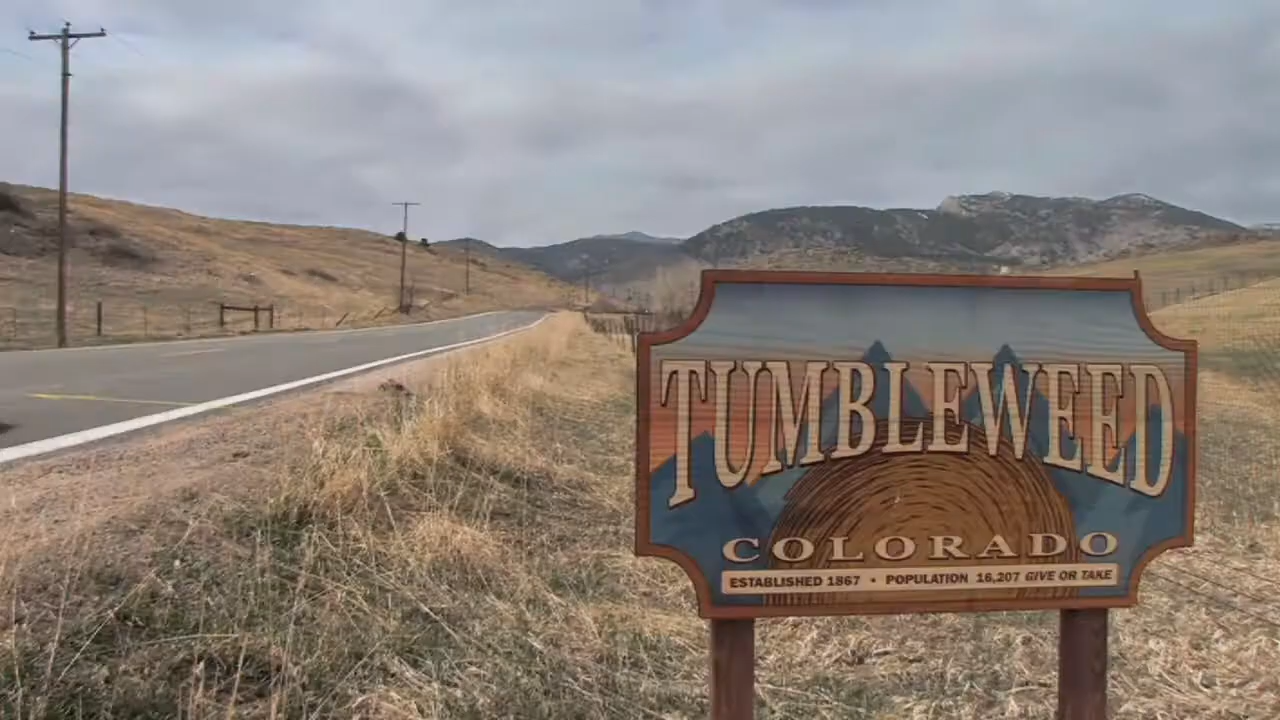 TUMBLEWEED
COLORADO
ESTABLISHED 1867 • POPULATION 16,207 GIVE OR TAKE